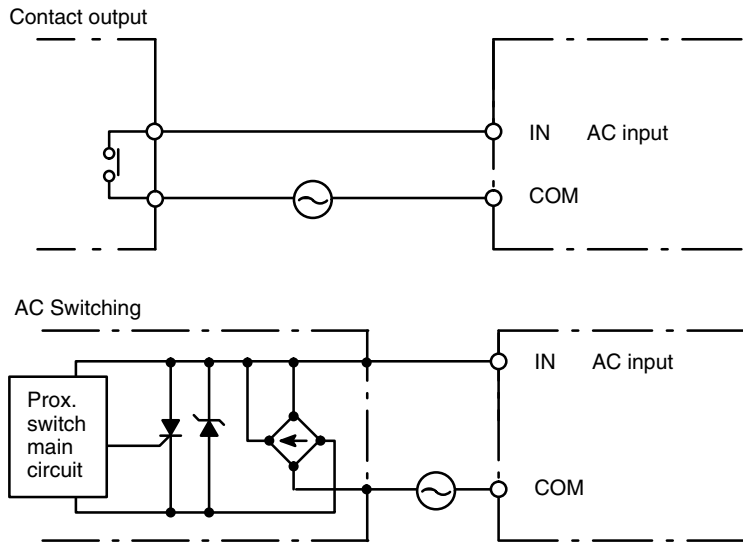 Contact output
IN AC input
COM
AC Switching
IN AC input
Prox.
switch
main
circuit
COM